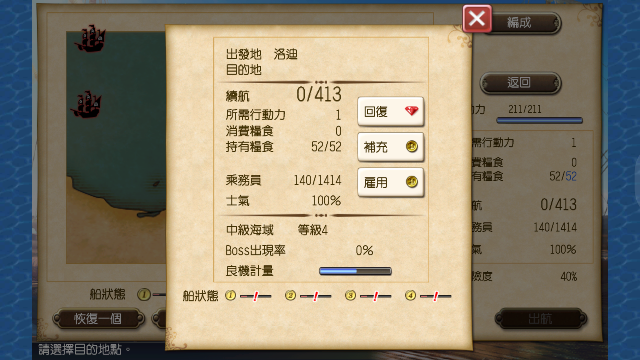 編成
出發地 洛迦
目的地
返回
續航 0/413
回復
211/211
所需行動力 1
消費糧食 0
持有糧食 52/52
補充
行動力 1
糧食 0
有糧食 52/52
乘務員 140/1414
雇用
士氣 100%
航 0/413
務員 140/1414
氣 100%
中級海域 等級4
Boss出現率 0%
良機計量
險度 40%
船狀態 1
船狀態 1 2 3 4
恢復一個
出航
請選擇目的地點。